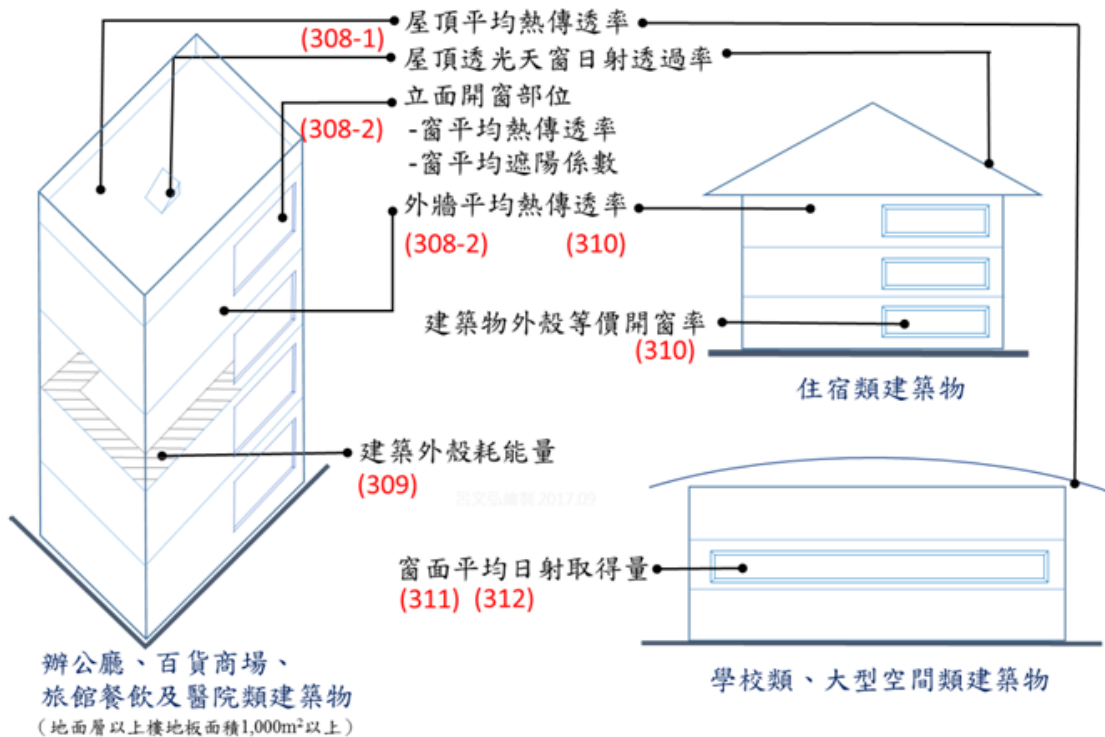 屋頂平均熱傳透率
(308-1)
屋頂透光天窗日射透過率
立面開窗部位
(308-2)
-窗平均熱傳透率
-窗平均遮陽係數
外牆平均熱傳透率
(308-2) (310)
建築物外殼等價開窗率
(310)
住宿類建築物
建築外殼耗能量
(309)
呂文弘繪製 2017.09
窗面平均日射取得量
(311) (312)
辦公廳、百貨商場、
旅館餐飲及醫院類建築物
(地面層以上樓地板面積1,000m²以上)
學校類、大型空間類建築物